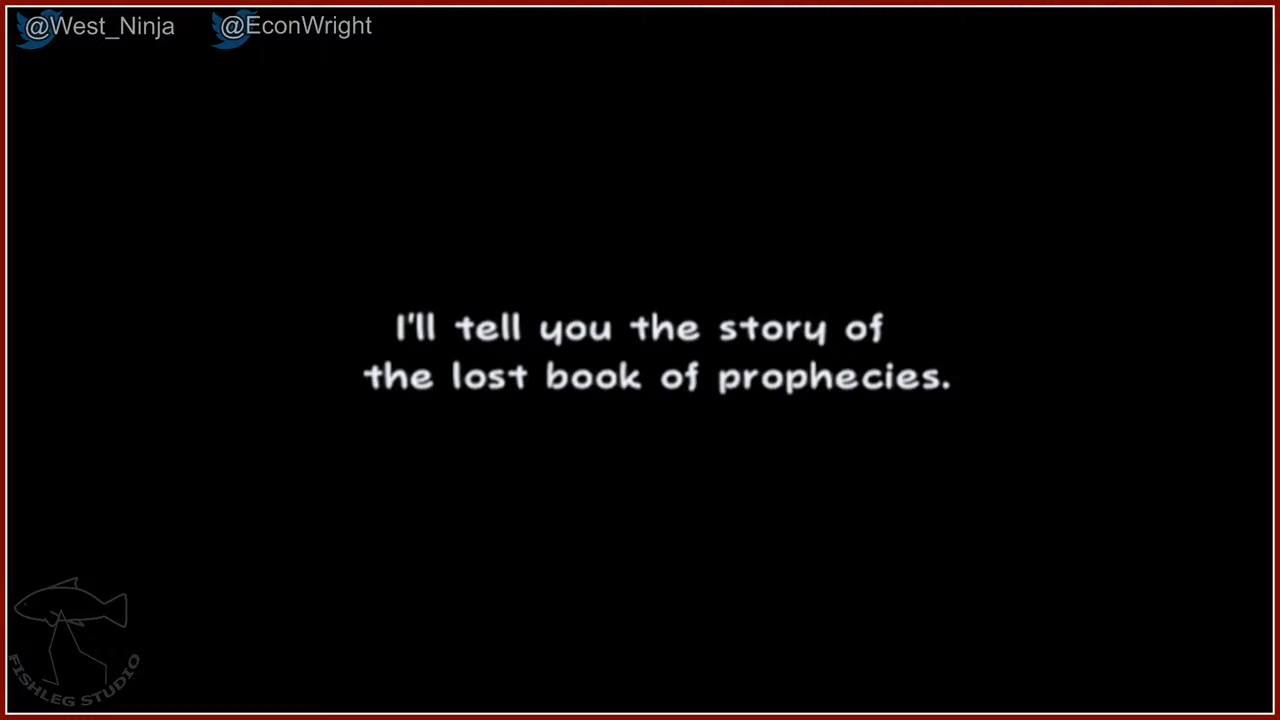 @West_Ninja @EconWright
I'll tell you the story of
the lost book of prophecies.
FISHLEG STUDIO